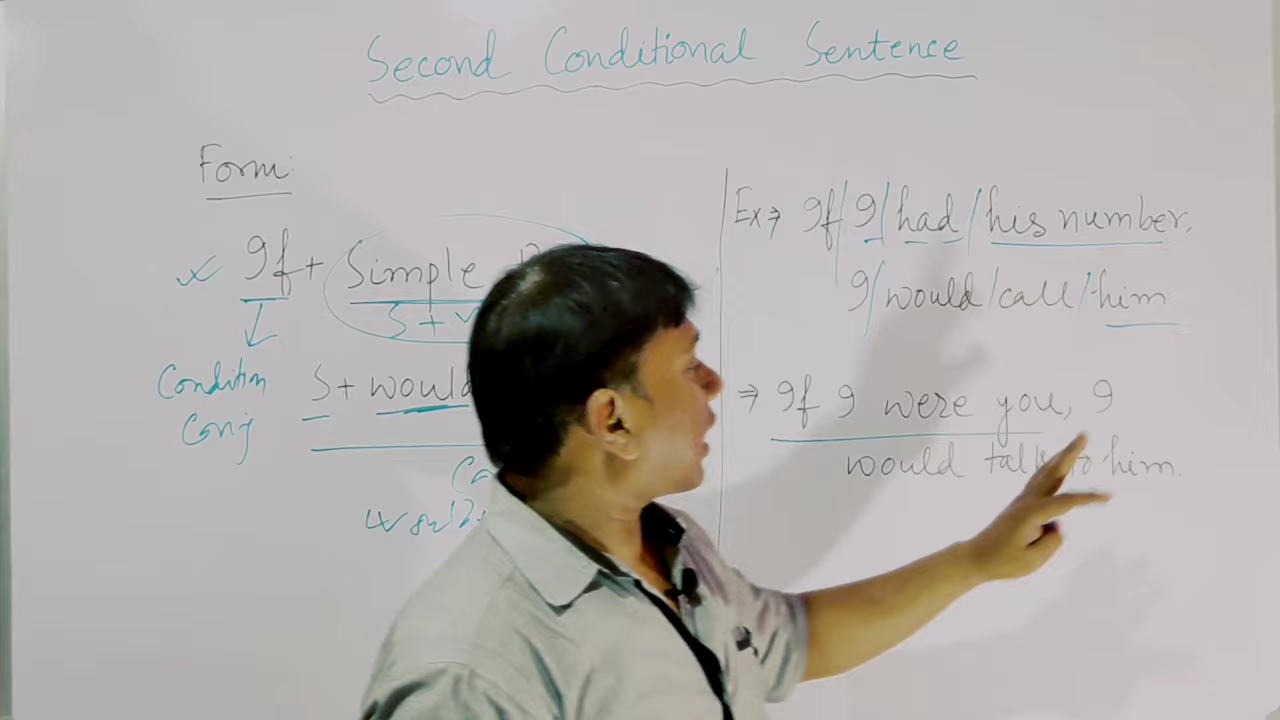 Second Conditional Sentence
Form:
If + Simple
S + V
Condition
Conj
S + would
Ex ⇒ If / I / had / his number,
I / would / call / him
⇒ If I were you, I
would talk to him.